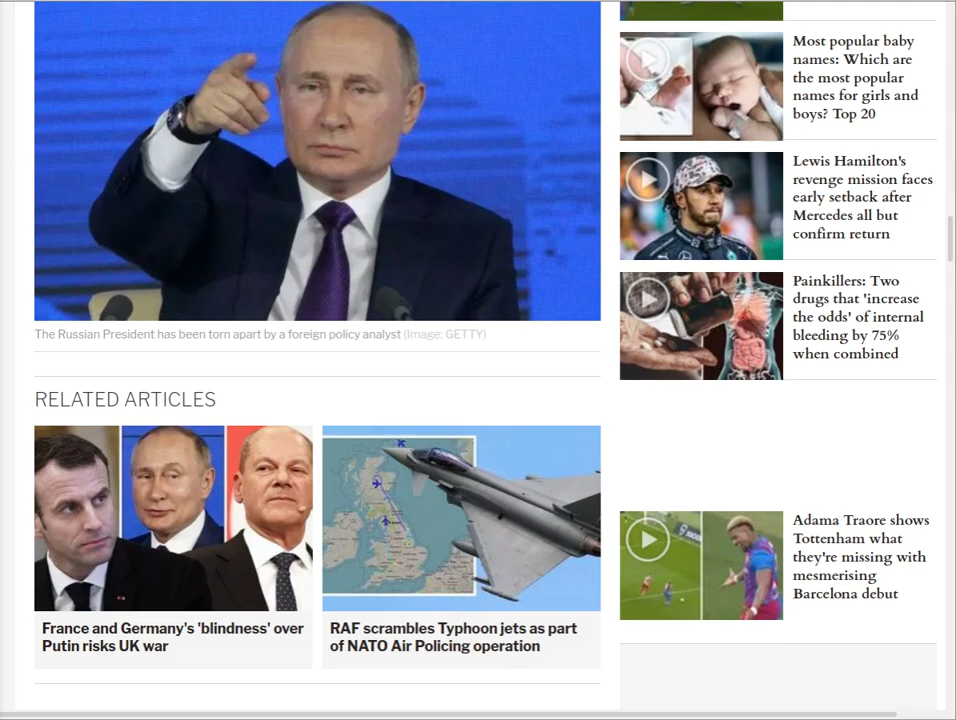 The Russian President has been torn apart by a foreign policy analyst (Image: GETTY)
RELATED ARTICLES
France and Germany's 'blindness' over
Putin risks UK war
RAF scrambles Typhoon jets as part
of NATO Air Policing operation
Most popular baby
names: Which are
the most popular
names for girls and
boys? Top 20
Lewis Hamilton's
revenge mission faces
early setback after
Mercedes all but
confirm return
Painkillers: Two
drugs that 'increase
the odds' of internal
bleeding by 75%
when combined
Adama Traore shows
Tottenham what
they're missing with
mesmerising
Barcelona debut